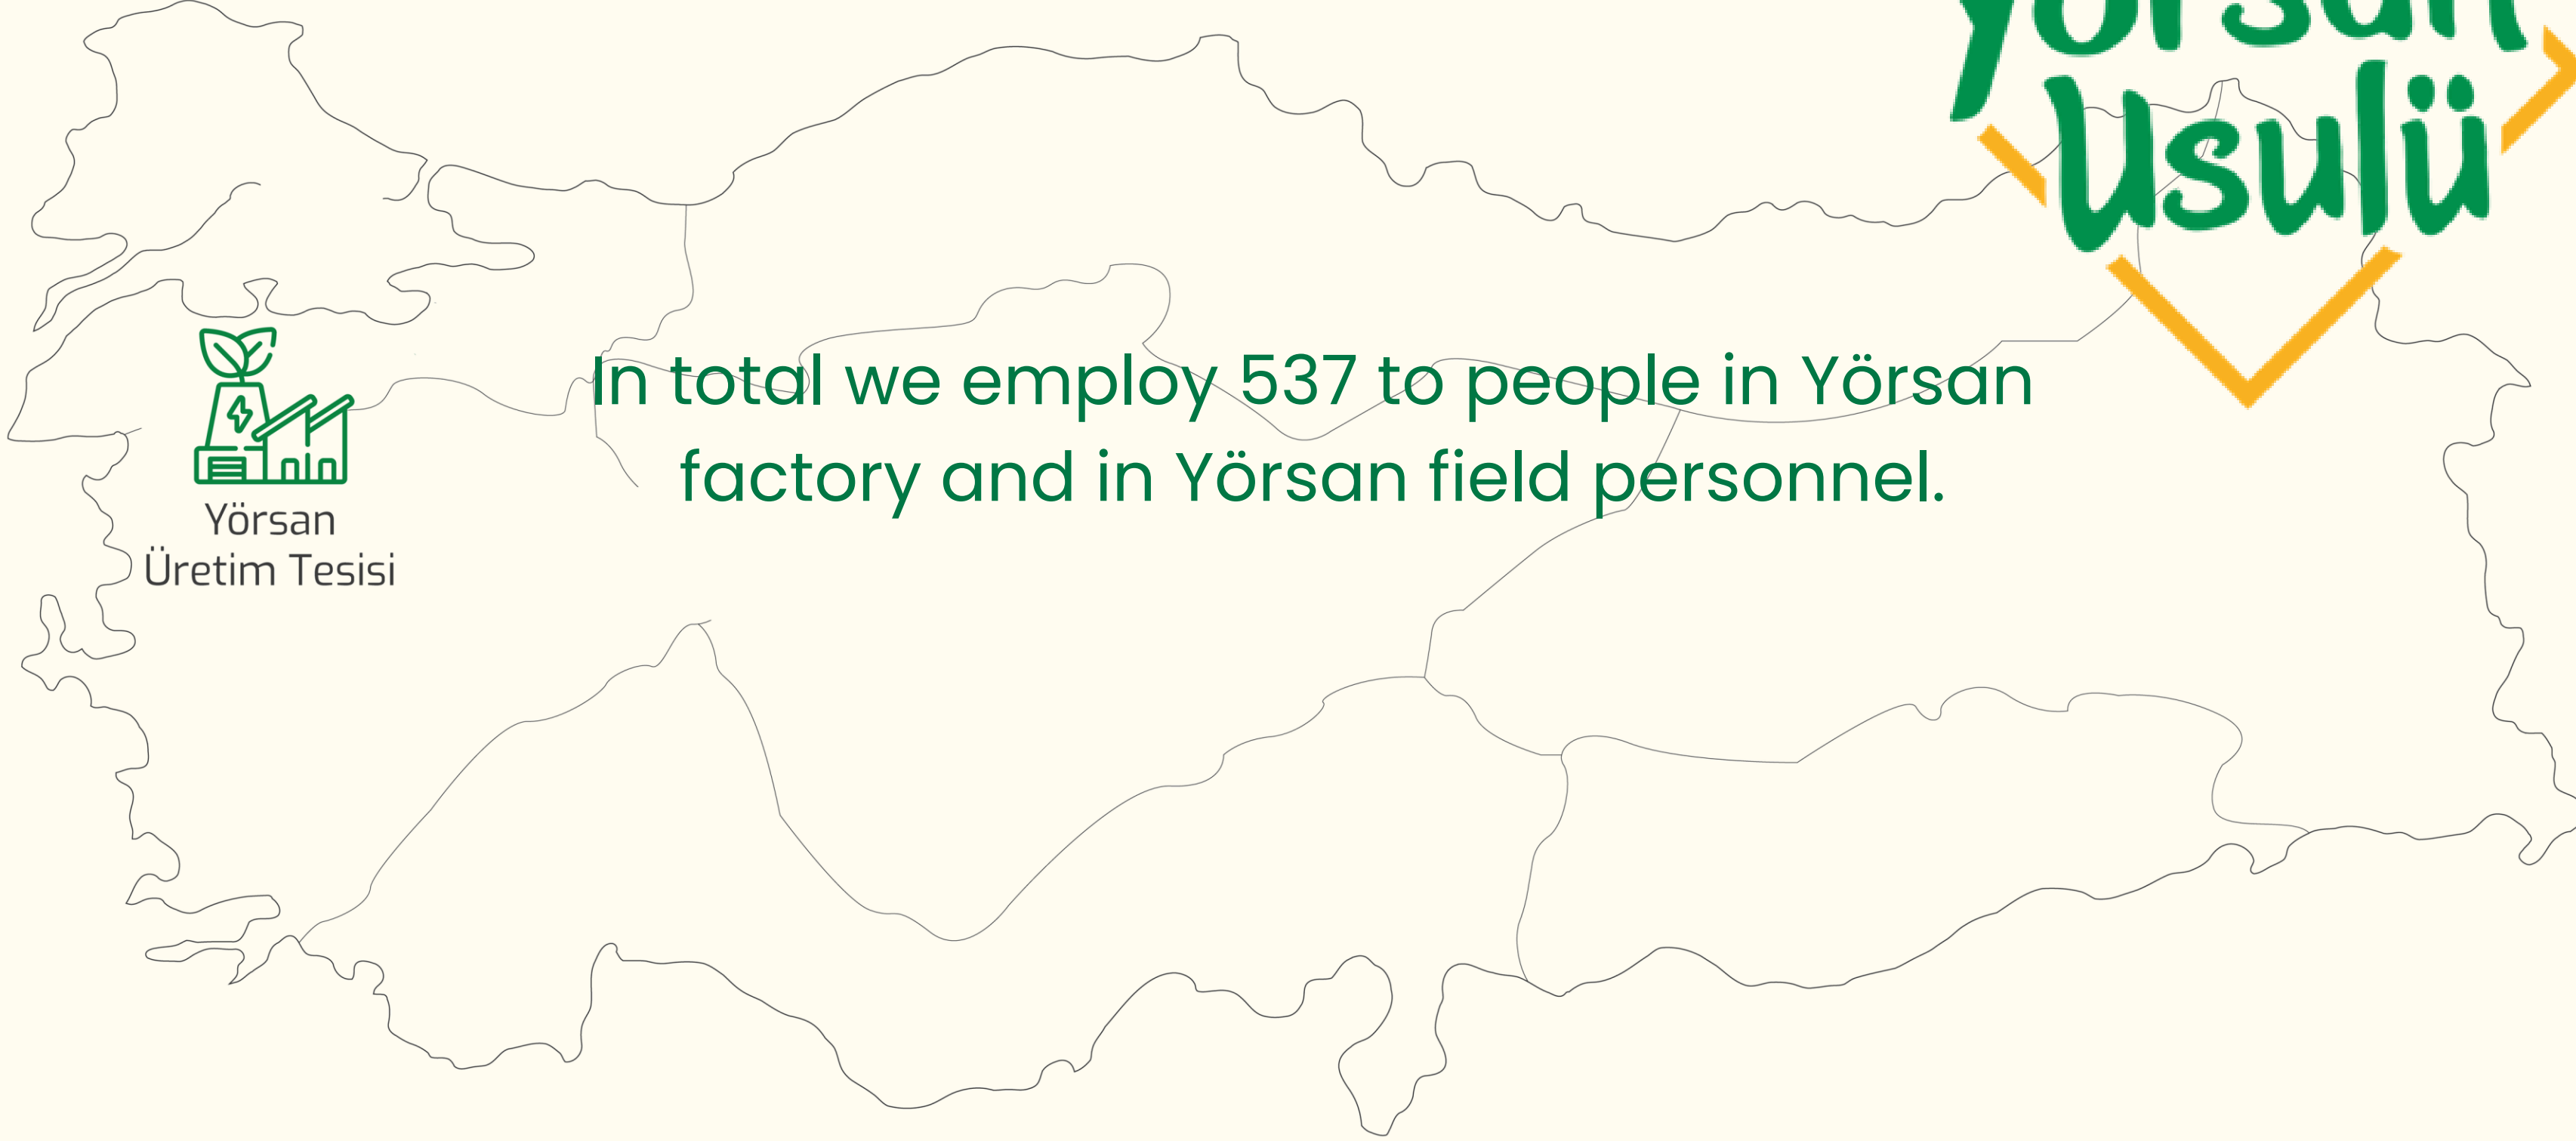 Yörsan
Usulü
In total we employ 537 to people in Yörsan
factory and in Yörsan field personnel.
Yörsan
Üretim Tesisi